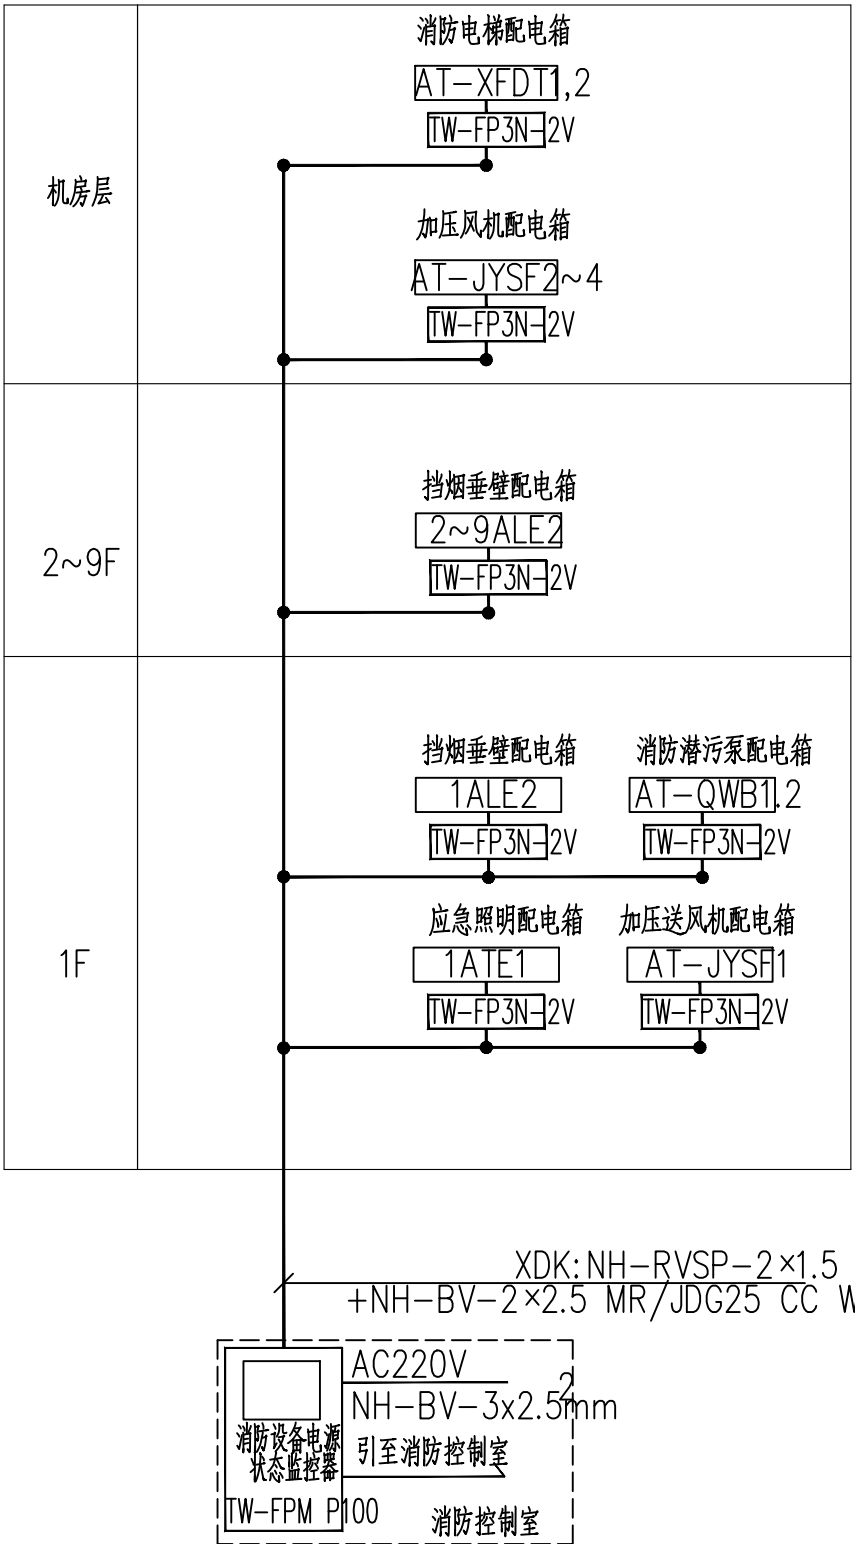 消防电梯配电箱
AT-XFDT1,2
TW-FP3N-2V
机房层
加压风机配电箱
AT-JYSF2~4
TW-FP3N-2V
挡烟垂壁配电箱
2~9ALE2
2~9F
TW-FP3N-2V
挡烟垂壁配电箱
消防潜污泵配电箱
1ALE2
AT-QWB1.2
TW-FP3N-2V
TW-FP3N-2V
应急照明配电箱
加压送风机配电箱
1F
1ATE1
AT-JYSF1
TW-FP3N-2V
TW-FP3N-2V
XDK:NH-RVSP-2×1.5
+NH-BV-2×2.5 MR/JDG25 CC W
AC220V
NH-BV-3x2.5mm2
消防设备电源
状态监控器
引至消防控制室
TW-FPM P100
消防控制室